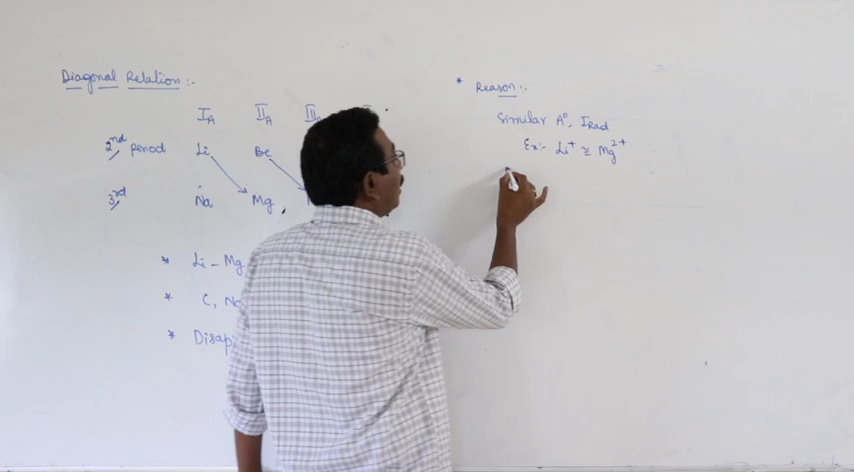 Diagonal Relation:-
I_A II_A III_A
2nd period Li Be
3rd Na Mg
* Li - Mg
* C, N
* Disap
* Reason:-
Similar A°, I_Rad
Ex:- Li⁺ ≅ Mg²⁺